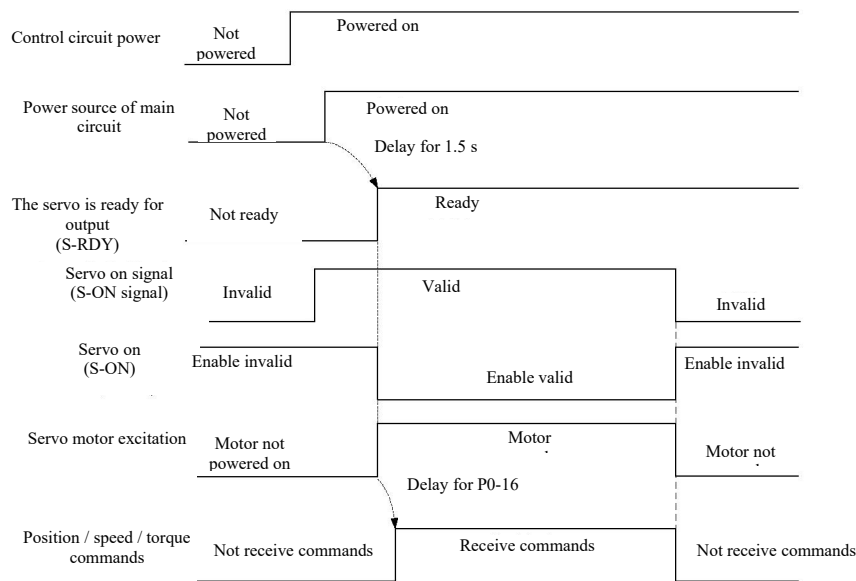 Control circuit power
Not
powered
Powered on
Power source of main
circuit
Not
powered
Powered on
Delay for 1.5 s
The servo is ready for
output
(S-RDY)
Not ready
Ready
Servo on signal
(S-ON signal)
Invalid
Valid
Invalid
Servo on
(S-ON)
Enable invalid
Enable valid
Enable invalid
Servo motor excitation
Motor not
powered on
Motor
Motor not
Delay for P0-16
Position / speed / torque
commands
Not receive commands
Receive commands
Not receive commands